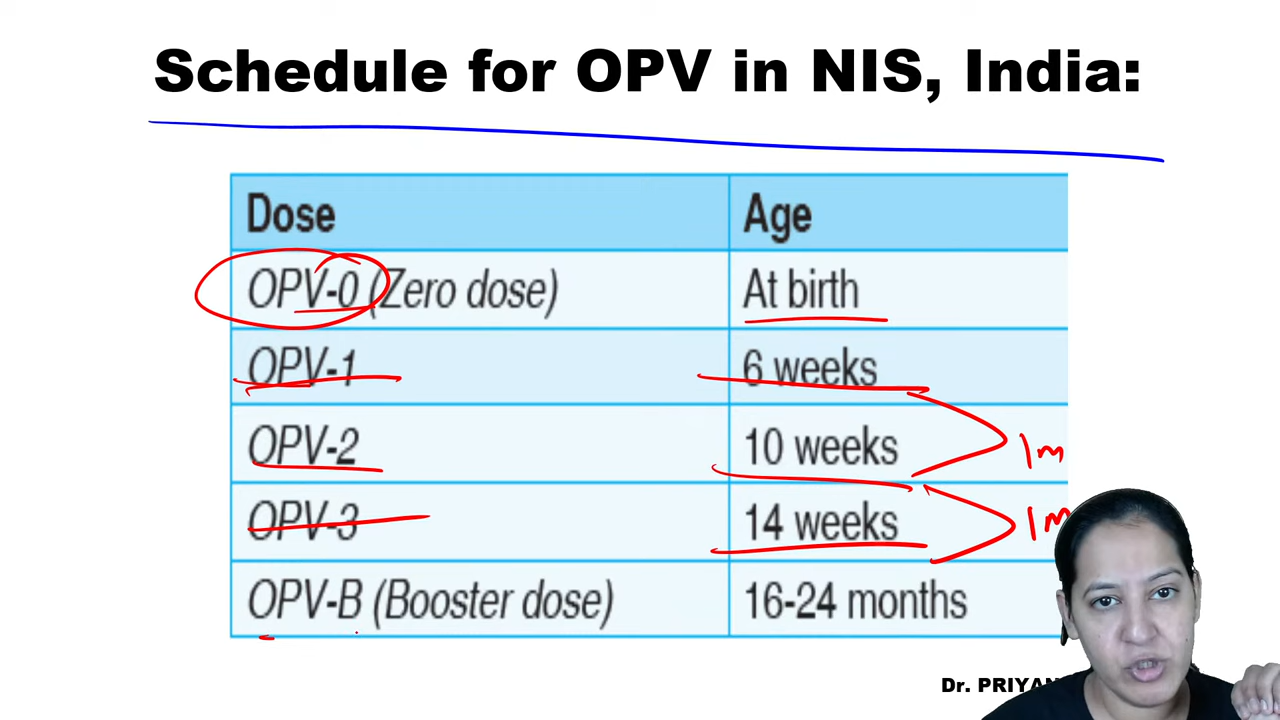 Schedule for OPV in NIS, India:
Dose Age
OPV-0 (Zero dose) At birth
OPV-1 6 weeks
OPV-2 10 weeks
1m
OPV-3 14 weeks
1m
OPV-B (Booster dose) 16-24 months
Dr.